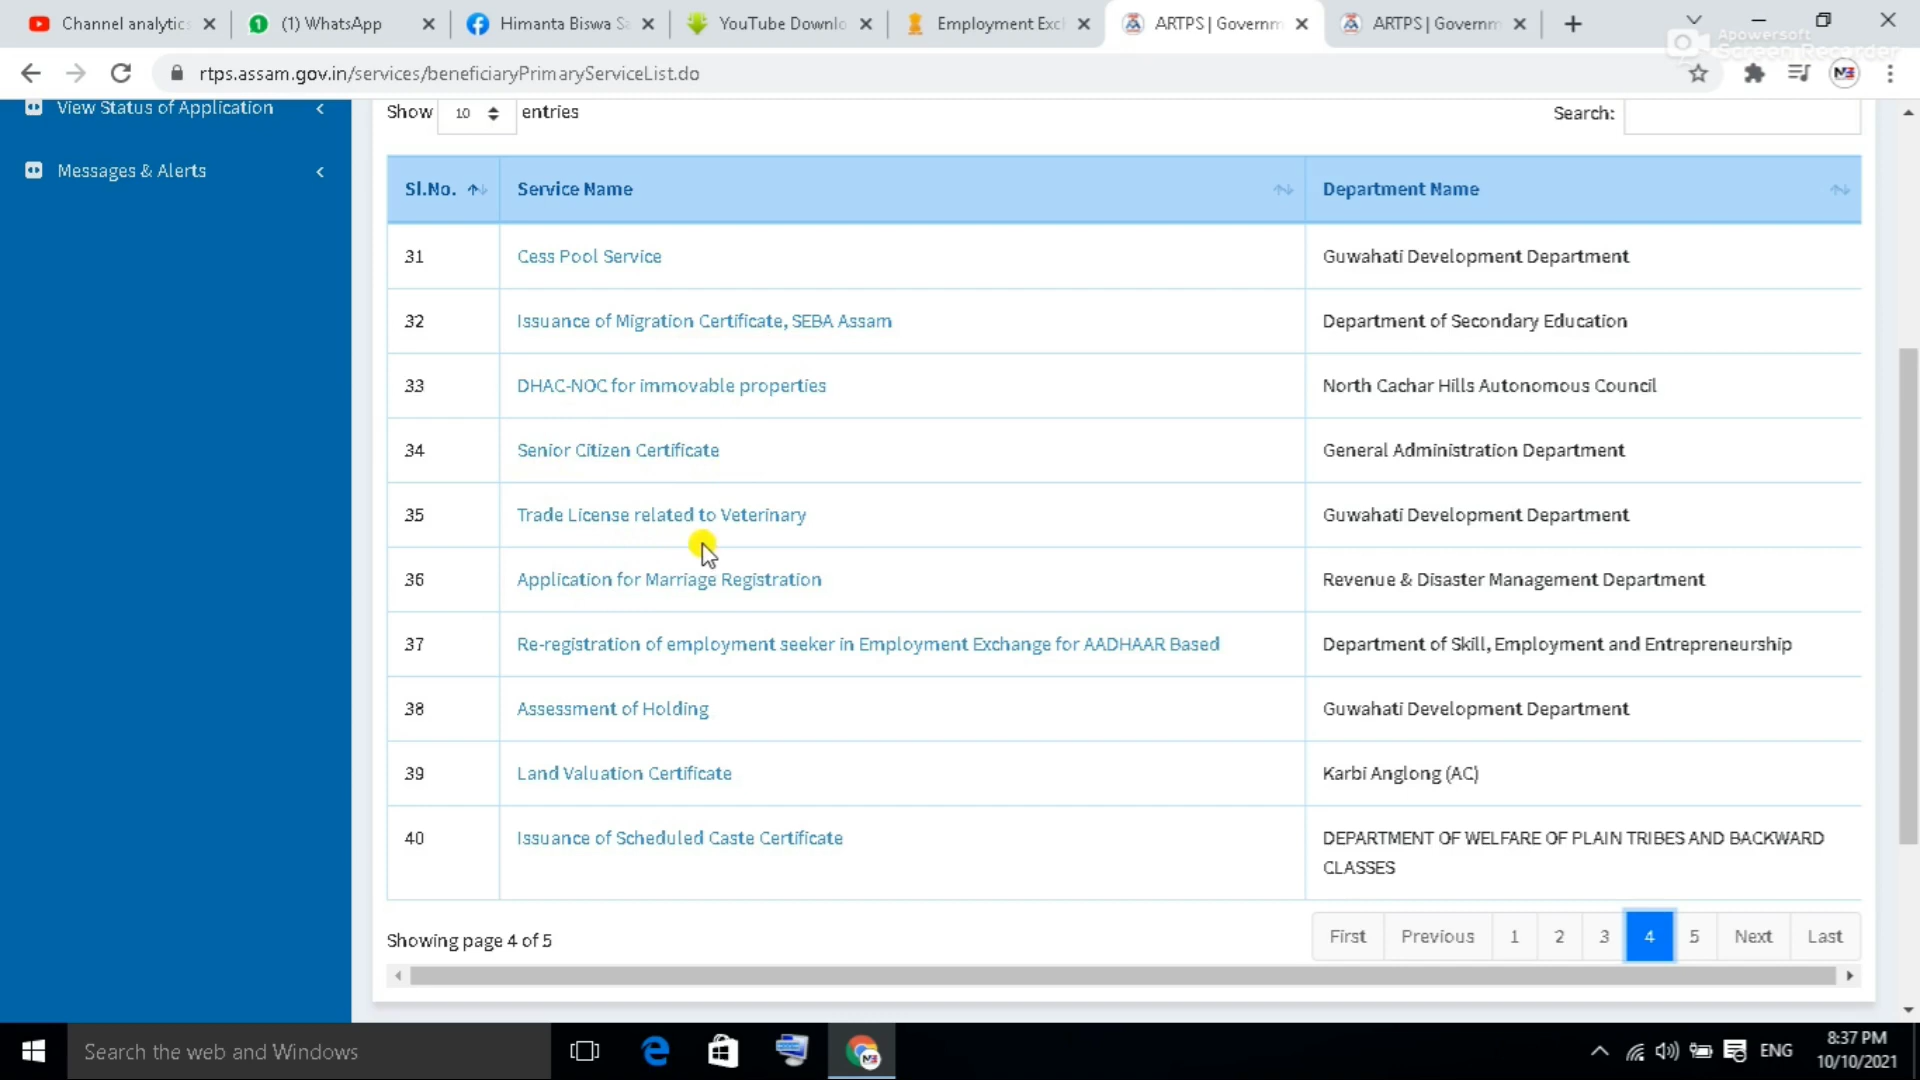 Channel analytics
(1) WhatsApp
Himanta Biswa Sa
YouTube Downlo
Employment Excl
ARTPS | Governm
ARTPS | Governm
Apowersoft
Screen Recorder
rtps.assam.gov.in/services/beneficiaryPrimaryServiceList.do
View Status of Application
Messages & Alerts
Show 10 entries
Search:
Sl.No. Service Name Department Name
31 Cess Pool Service Guwahati Development Department
32 Issuance of Migration Certificate, SEBA Assam Department of Secondary Education
33 DHAC-NOC for immovable properties North Cachar Hills Autonomous Council
34 Senior Citizen Certificate General Administration Department
35 Trade License related to Veterinary Guwahati Development Department
36 Application for Marriage Registration Revenue & Disaster Management Department
37 Re-registration of employment seeker in Employment Exchange for AADHAAR Based Department of Skill, Employment and Entrepreneurship
38 Assessment of Holding Guwahati Development Department
39 Land Valuation Certificate Karbi Anglong (AC)
40 Issuance of Scheduled Caste Certificate DEPARTMENT OF WELFARE OF PLAIN TRIBES AND BACKWARD
CLASSES
Showing page 4 of 5
First Previous 1 2 3 4 5 Next Last
Search the web and Windows
ENG
8:37 PM
10/10/2021